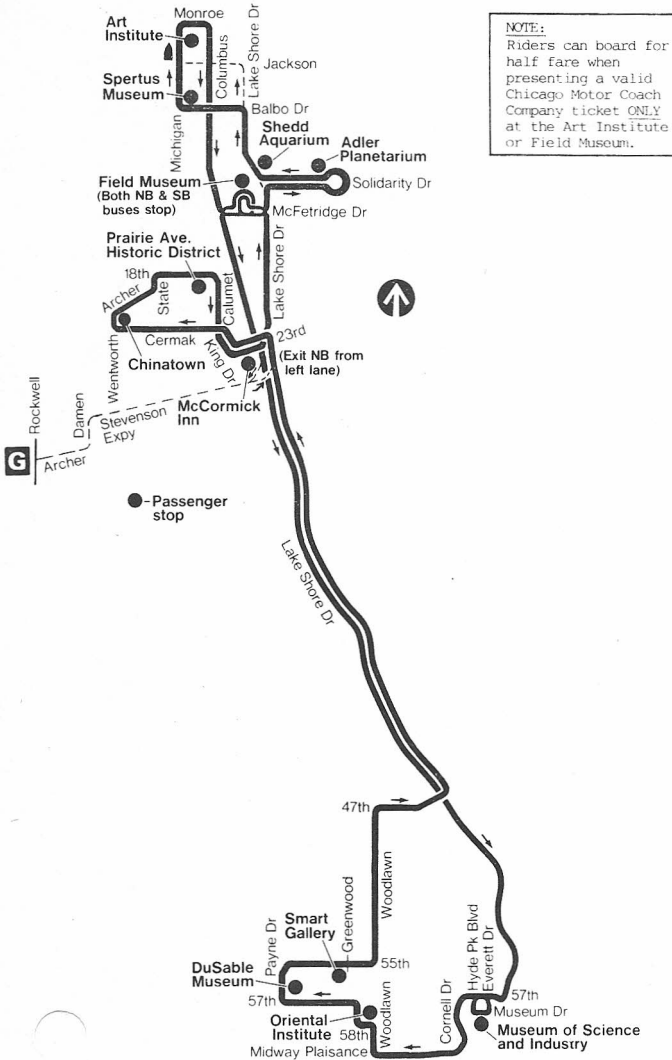 NOTE:
Riders can board for
half fare when
presenting a valid
Chicago Motor Coach
Company ticket ONLY
at the Art Institute
or Field Museum.
Monroe
Art
Institute
Columbus
Lake Shore Dr
Jackson
Spertus
Museum
Balbo Dr
Michigan
Shedd
Aquarium
Adler
Planetarium
Field Museum
(Both NB & SB
buses stop)
Solidarity Dr
McFetridge Dr
Prairie Ave.
Historic District
18th
Archer
State
Calumet
Lake Shore Dr
23rd
(Exit NB from
left lane)
Cermak
King Dr
Chinatown
Wentworth
McCormick
Inn
Rockwell
Damen
Stevenson
Expy
G
Archer
Passenger
stop
Lake Shore Dr
47th
Woodlawn
Greenwood
Smart
Gallery
Payne Dr
55th
DuSable
Museum
57th
Oriental
Institute
58th
Woodlawn
Midway Plaisance
Cornell Dr
Hyde Pk Blvd
Everett Dr
57th
Museum Dr
Museum of Science
and Industry